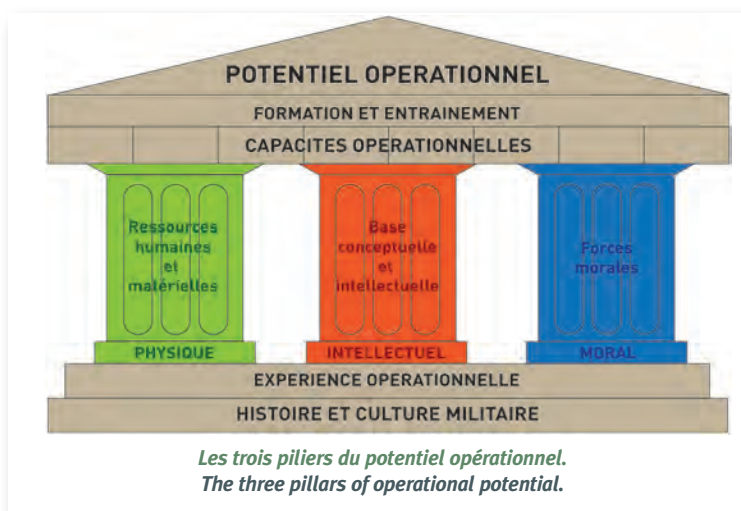 POTENTIEL OPERATIONNEL
FORMATION ET ENTRAINEMENT
CAPACITES OPERATIONNELLES
Ressources
humaines
et
matérielles
Base
conceptuelle
et
intellectuelle
Forces
morales
PHYSIQUE
INTELLECTUEL
MORAL
EXPERIENCE OPERATIONNELLE
HISTOIRE ET CULTURE MILITAIRE
Les trois piliers du potentiel opérationnel.
The three pillars of operational potential.